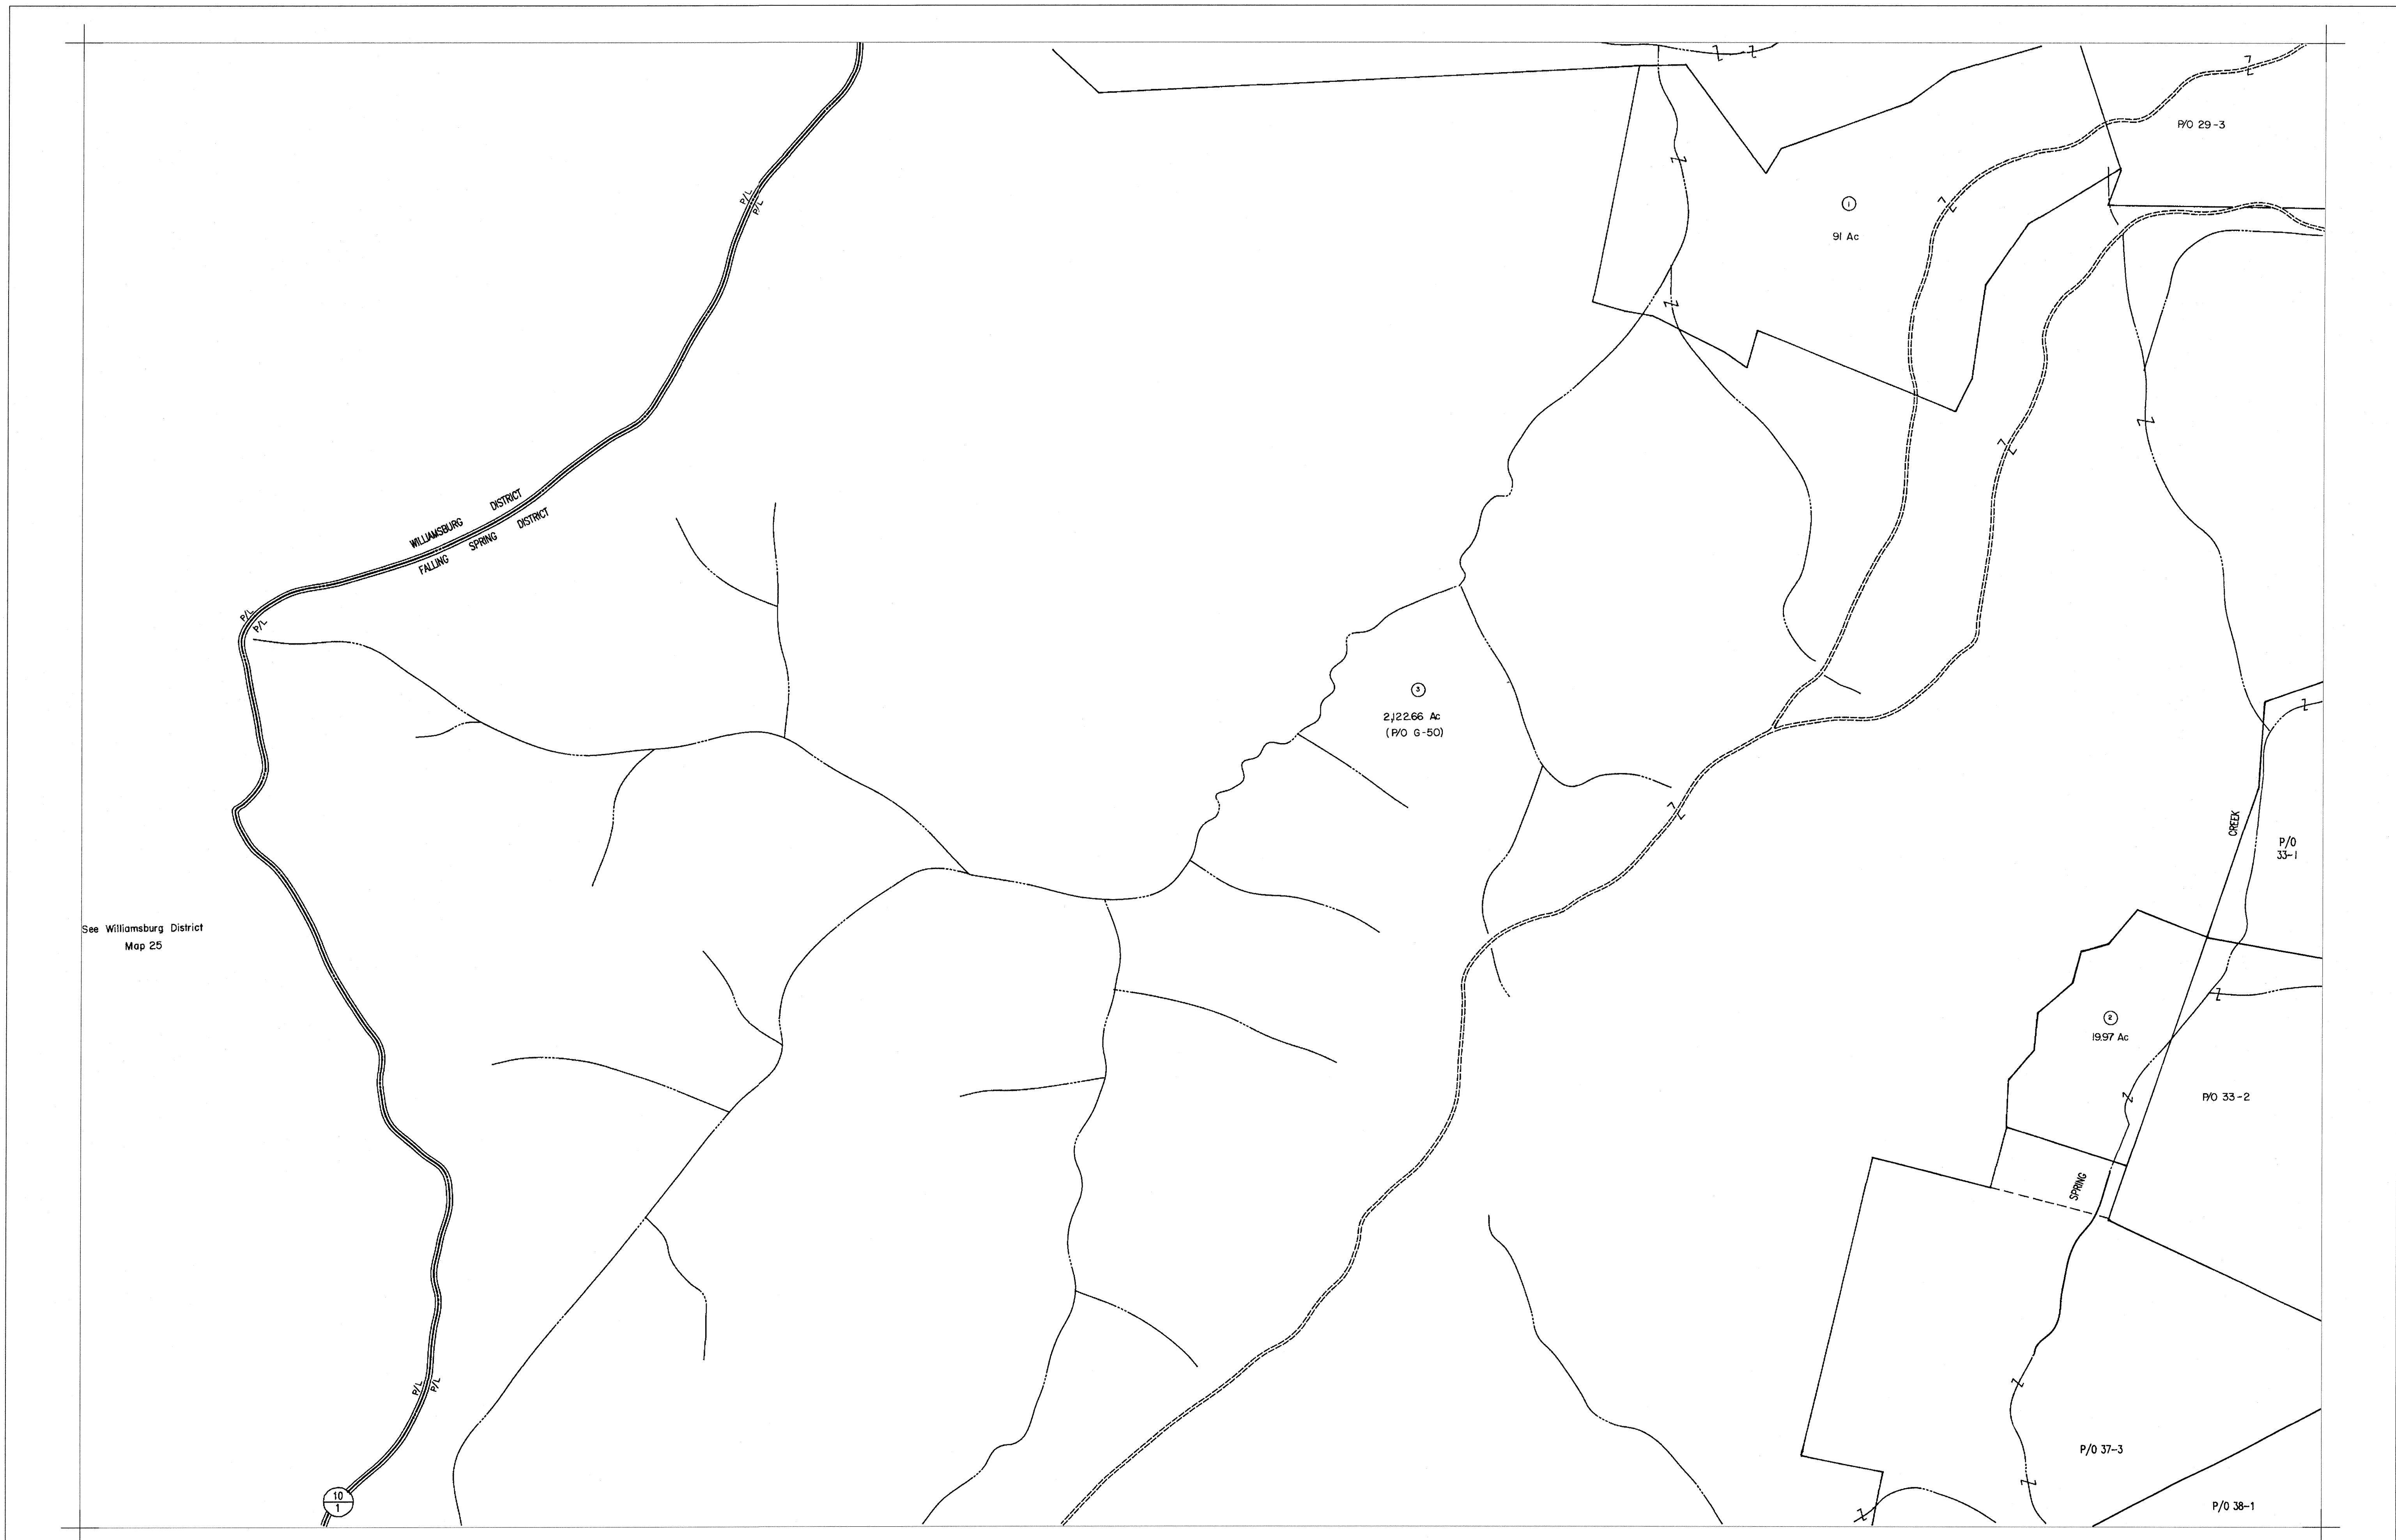 P/O 29-3
P/L
P/L
1
91 Ac
WILLIAMSBURG DISTRICT
FALLING SPRING DISTRICT
P/L
P/L
3
2,122.66 Ac
(P/O G-50)
CREEK
P/O
33-1
See Williamsburg District
Map 25
2
19.97 Ac
P/O 33-2
SPRING
P/L
P/L
P/O 37-3
10
1
P/O 38-1